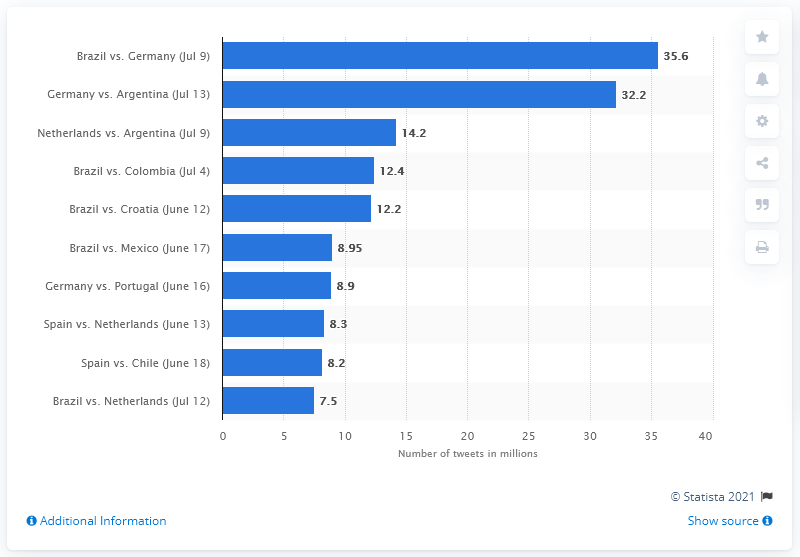 Brazil vs. Germany (Jul 9) 35.6
Germany vs. Argentina (Jul 13) 32.2
Netherlands vs. Argentina (Jul 9) 14.2
Brazil vs. Colombia (Jul 4) 12.4
Brazil vs. Croatia (June 12) 12.2
Brazil vs. Mexico (June 17) 8.95
Germany vs. Portugal (June 16) 8.9
Spain vs. Netherlands (June 13) 8.3
Spain vs. Chile (June 18) 8.2
Brazil vs. Netherlands (Jul 12) 7.5
0 5 10 15 20 25 30 35 40
Number of tweets in millions
© Statista 2021
Additional Information Show source